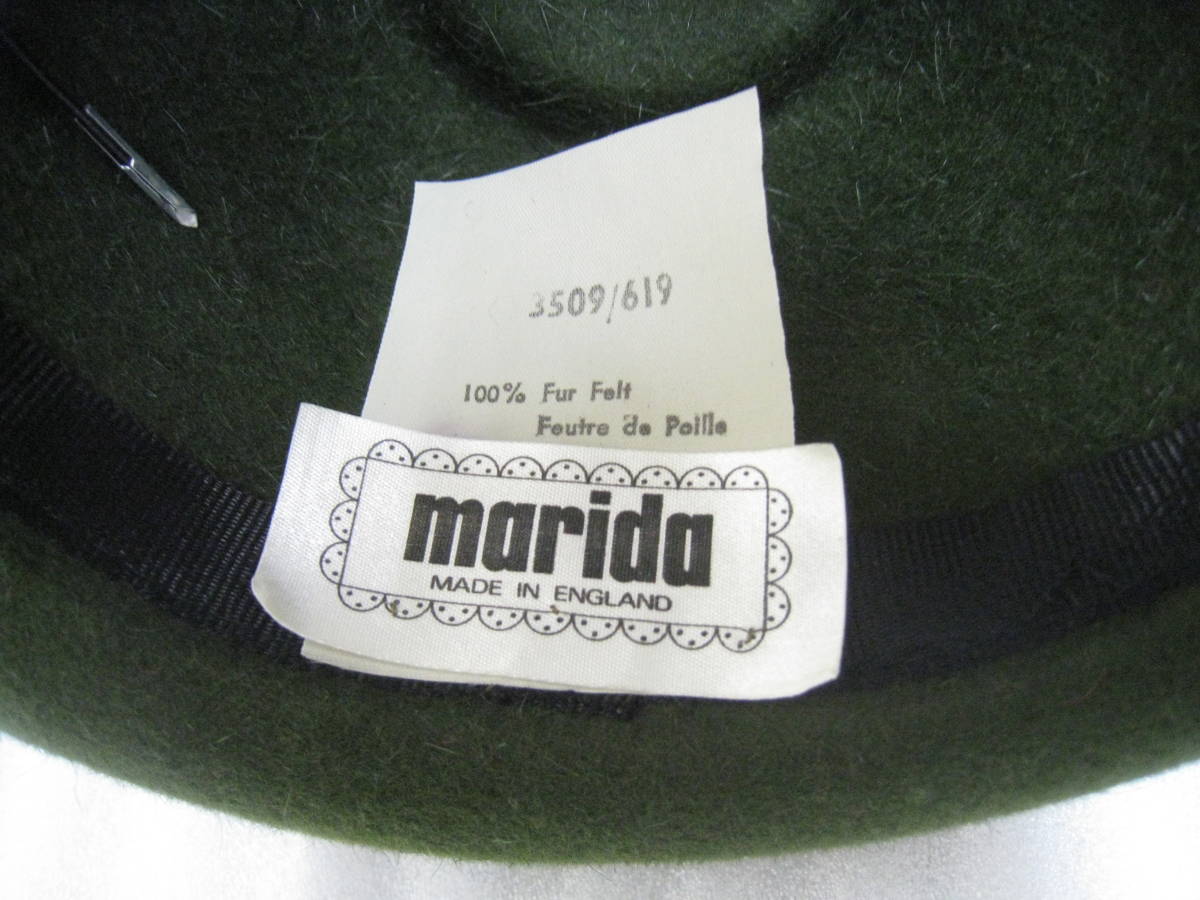 3509/619
100% Fur Felt
Feutre de Poille
marida
MADE IN ENGLAND